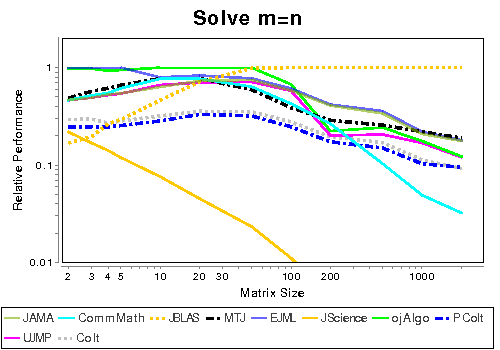 Solve m=n
1
0.1
0.01
Relative Performance
2 3 4 5 10 20 30 100 200 1000
Matrix Size
JAMA CommMath JBLAS MTJ EJML JScience ojAlgo PColt
UJMP Colt